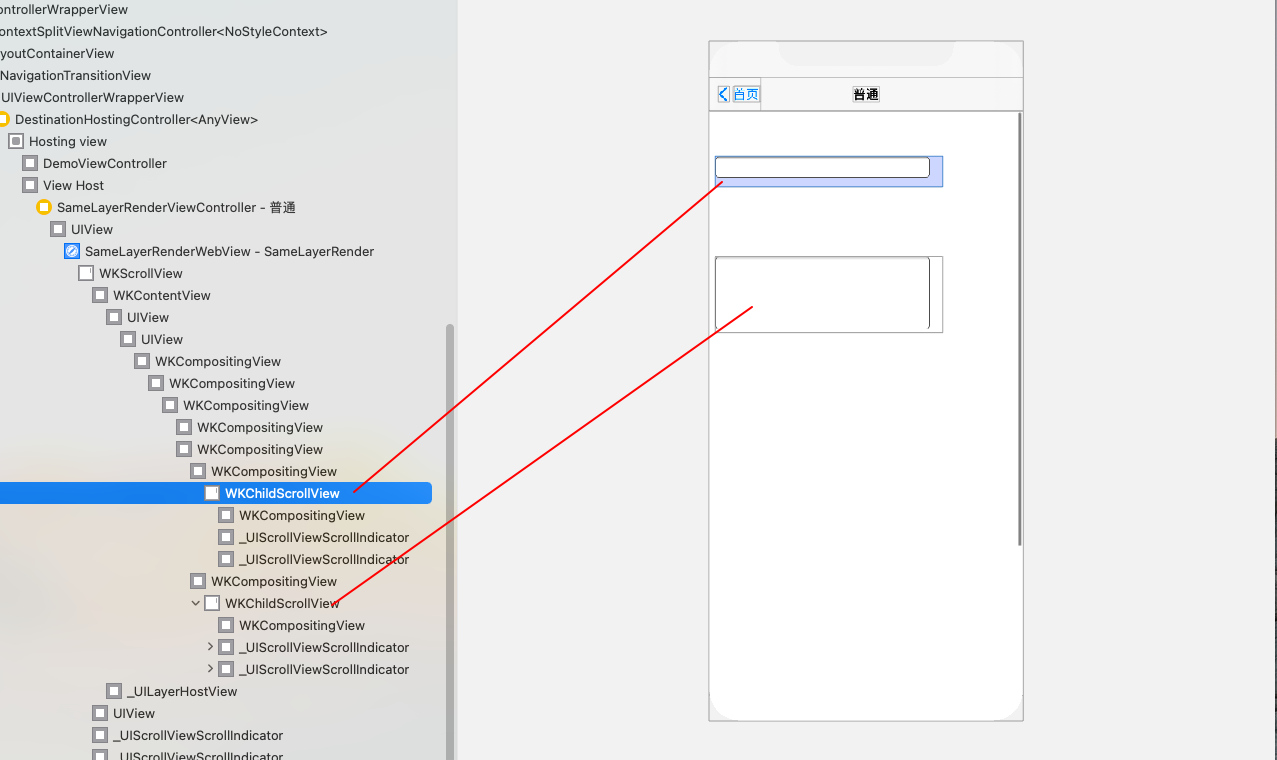 ontrollerWrapperView
ontextSplitViewNavigationController<NoStyleContext>
youtContainerView
NavigationTransitionView
UIViewControllerWrapperView
DestinationHostingController<AnyView>
Hosting view
DemoViewController
View Host
SameLayerRenderViewController - 普通
UIView
SameLayerRenderWebView - SameLayerRender
WKScrollView
WKContentView
UIView
UIView
WKCompositingView
WKCompositingView
WKCompositingView
WKCompositingView
WKCompositingView
WKCompositingView
WKChildScrollView
WKCompositingView
_UIScrollViewScrollIndicator
_UIScrollViewScrollIndicator
WKCompositingView
WKChildScrollView
WKCompositingView
_UIScrollViewScrollIndicator
_UIScrollViewScrollIndicator
_UILayerHostView
UIView
_UIScrollViewScrollIndicator
_UIScrollViewScrollIndicator
首页 普通